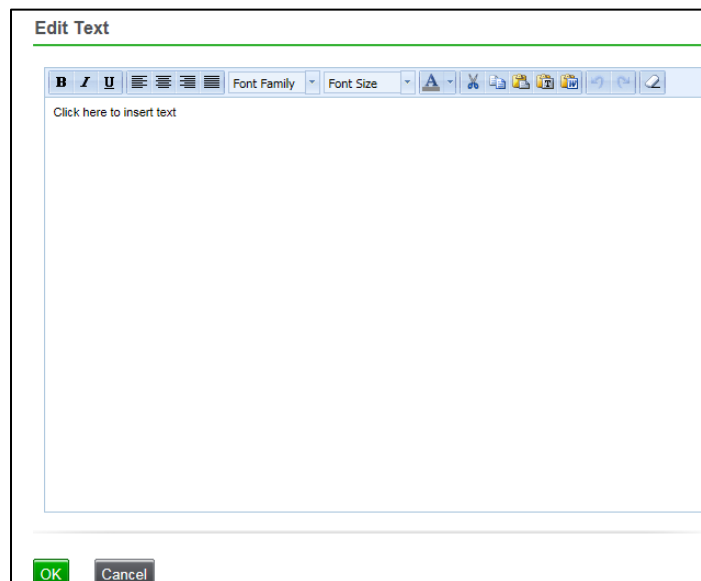 Edit Text
B I U Font Family Font Size A T W
Click here to insert text
OK Cancel